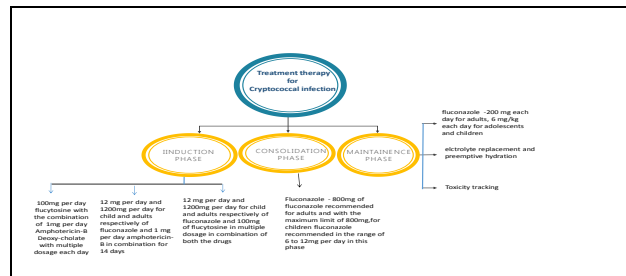 Treatment therapy
for
Cryptococcal infection
IINDUCTION
PHASE
CONSOLIDATION
PHASE
MAINTAINENCE
PHASE
fluconazole -200 mg each
day for adults, 6 mg/kg
each day for adolescents
and children
elctrolyte replacement and
preemptive hydration
Toxicity tracking
100mg per day
flucytosine with
the combination
of 1mg per day
Amphotericin-B
Deoxy-cholate
with multiple
dosage each day
12 mg per day and
1200mg per day for
child and adults
respectively of
fluconazole and 1 mg
per day amphotericin-
B in combination for
14 days
12 mg per day and
1200mg per day for child
and adults respectively of
fluconazole and 100mg
of flucytosine in multiple
dosage in combination of
both the drugs
Fluconazole - 800mg of
fluconazole recommended
for adults and with the
maximum limit of 800mg,for
children fluconazole
recommended in the range of
6 to 12mg per day in this
phase